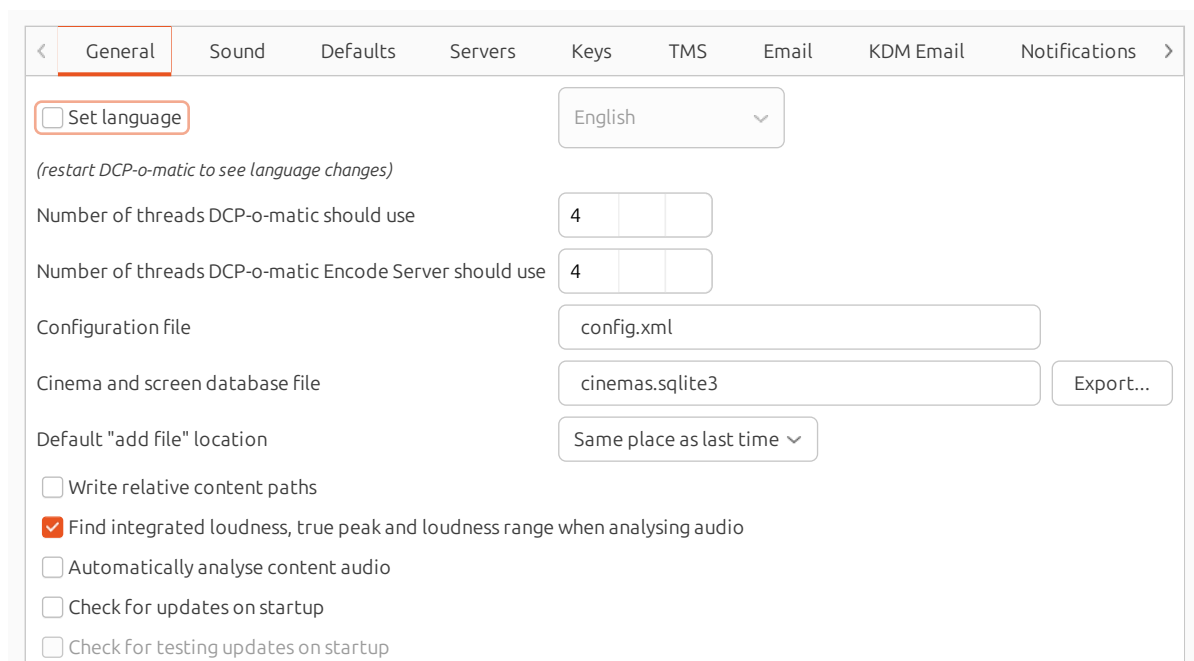 General Sound Defaults Servers Keys TMS Email KDM Email Notifications
Set language English
(restart DCP-o-matic to see language changes)
Number of threads DCP-o-matic should use 4
Number of threads DCP-o-matic Encode Server should use 4
Configuration file config.xml
Cinema and screen database file cinemas.sqlite3 Export...
Default "add file" location Same place as last time
Write relative content paths
Find integrated loudness, true peak and loudness range when analysing audio
Automatically analyse content audio
Check for updates on startup
Check for testing updates on startup